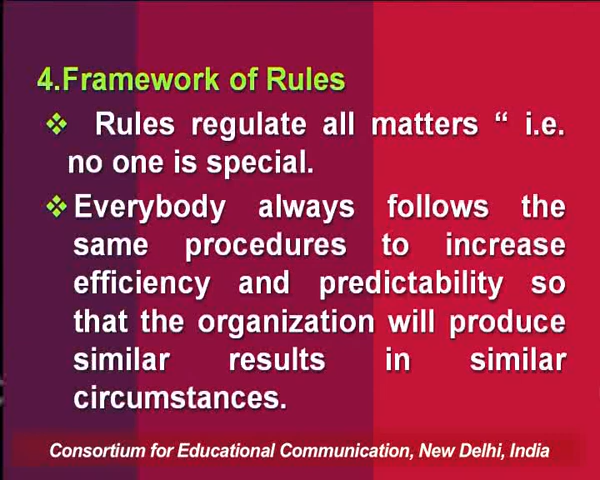 4.Framework of Rules
❖ Rules regulate all matters “ i.e.
no one is special.
❖ Everybody always follows the
same procedures to increase
efficiency and predictability so
that the organization will produce
similar results in similar
circumstances.
Consortium for Educational Communication, New Delhi, India